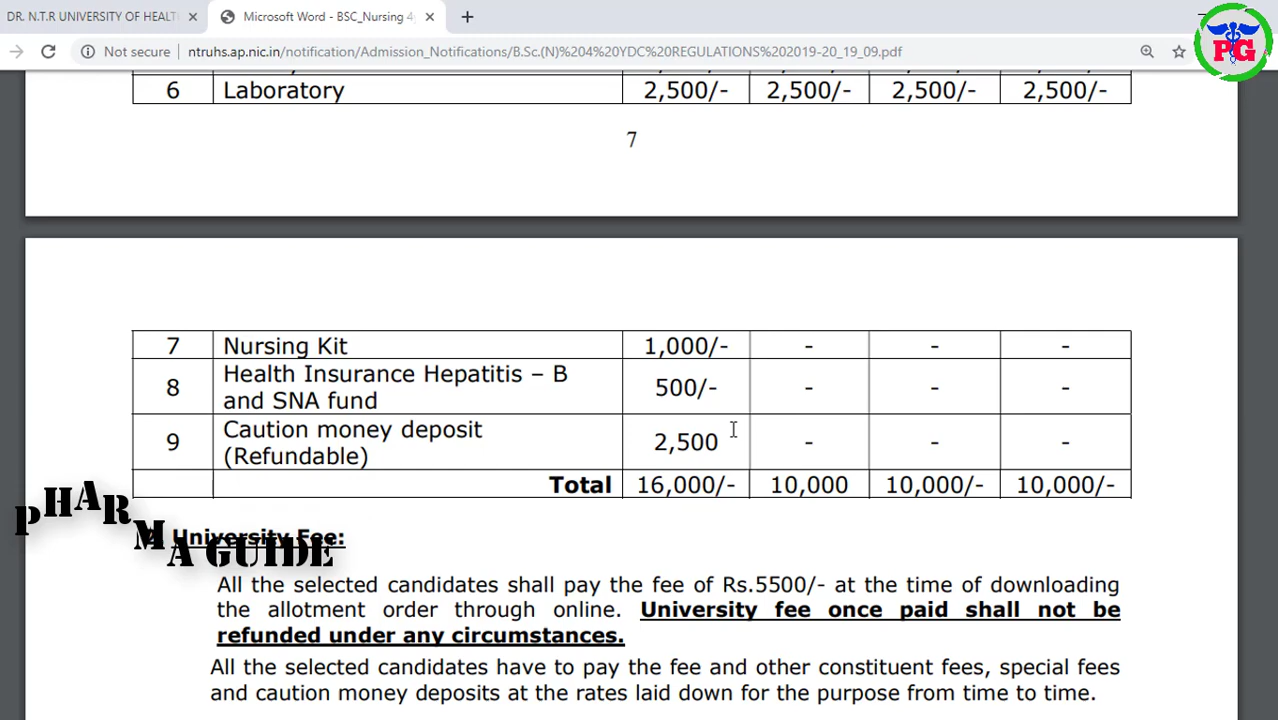 DR. N.T.R UNIVERSITY OF HEALT
Microsoft Word - BSC_Nursing 4
Not secure
ntruhs.ap.nic.in/notification/Admission_Notifications/B.Sc.(N)%204%20YDC%20REGULATIONS%202019-20_19_09.pdf
PG
6 Laboratory 2,500/- 2,500/- 2,500/- 2,500/-
7
7 Nursing Kit 1,000/- - - -
8 Health Insurance Hepatitis – B and SNA fund 500/- - - -
9 Caution money deposit (Refundable) 2,500 - - -
Total 16,000/- 10,000 10,000/- 10,000/-
PHARMA GUIDE
University Fee:
All the selected candidates shall pay the fee of Rs.5500/- at the time of downloading
the allotment order through online. University fee once paid shall not be
refunded under any circumstances.
All the selected candidates have to pay the fee and other constituent fees, special fees
and caution money deposits at the rates laid down for the purpose from time to time.